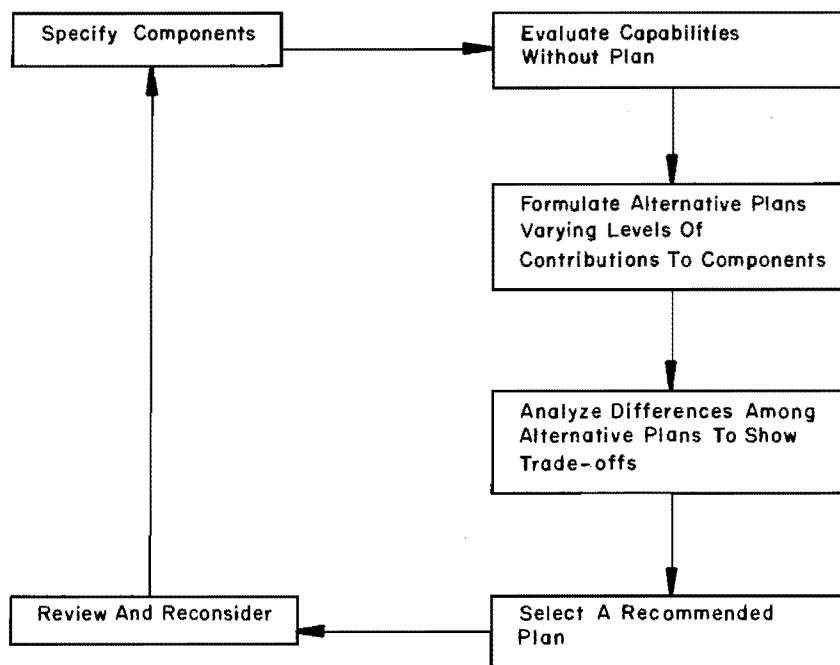 Specify Components
Evaluate Capabilities
Without Plan
Formulate Alternative Plans
Varying Levels Of
Contributions To Components
Analyze Differences Among
Alternative Plans To Show
Trade-offs
Select A Recommended
Plan
Review And Reconsider